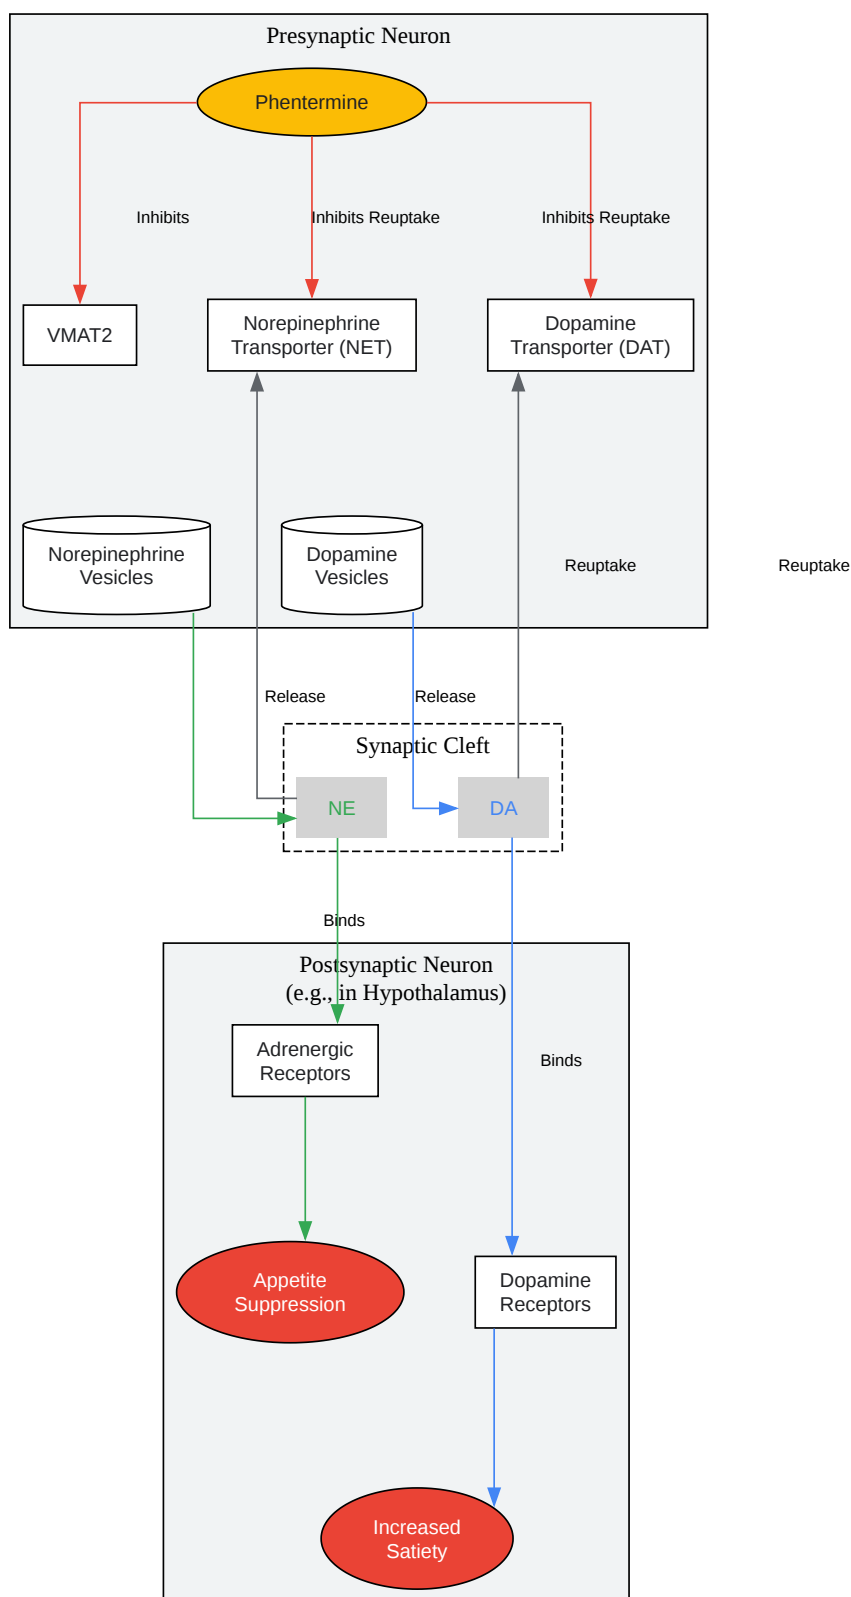 Presynaptic Neuron
Phentermine
Inhibits
Inhibits Reuptake
Inhibits Reuptake
VMAT2
Norepinephrine
Transporter (NET)
Dopamine
Transporter (DAT)
Norepinephrine
Vesicles
Dopamine
Vesicles
Reuptake
Reuptake
Release
Release
Synaptic Cleft
NE
DA
Binds
Postsynaptic Neuron
(e.g., in Hypothalamus)
Adrenergic
Receptors
Binds
Appetite
Suppression
Dopamine
Receptors
Increased
Satiety